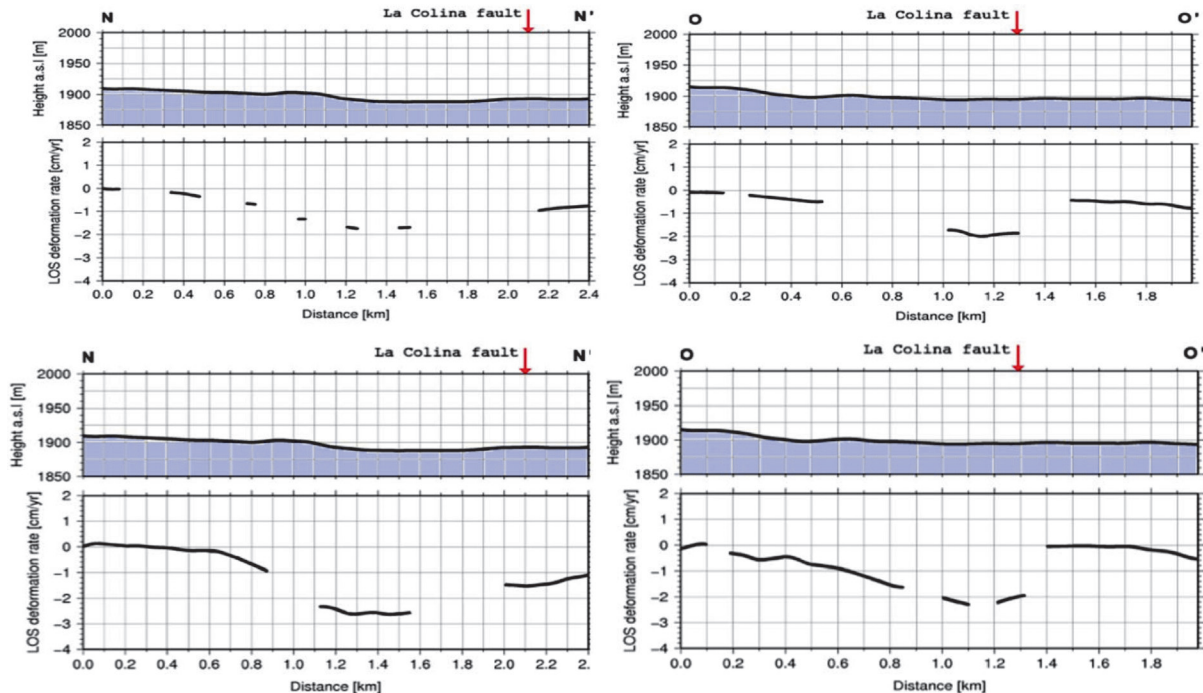 N La Colina fault N'
2000
1950
1900
1850
Height a.s.l [m]
2
1
0
−1
−2
−3
−4
LOS deformation rate [cm/yr]
0.0 0.2 0.4 0.6 0.8 1.0 1.2 1.4 1.6 1.8 2.0 2.2 2.4
Distance [km]
O La Colina fault O'
2000
1950
1900
1850
Height a.s.l [m]
2
1
0
−1
−2
−3
−4
LOS deformation rate [cm/yr]
0.0 0.2 0.4 0.6 0.8 1.0 1.2 1.4 1.6 1.8
Distance [km]
N La Colina fault N'
2000
1950
1900
1850
Height a.s.l [m]
2
1
0
−1
−2
−3
−4
LOS deformation rate [cm/yr]
0.0 0.2 0.4 0.6 0.8 1.0 1.2 1.4 1.6 1.8 2.0 2.2 2.
Distance [km]
O La Colina fault O'
2000
1950
1900
1850
Height a.s.l [m]
2
1
0
−1
−2
−3
−4
LOS deformation rate [cm/yr]
0.0 0.2 0.4 0.6 0.8 1.0 1.2 1.4 1.6 1.8
Distance [km]